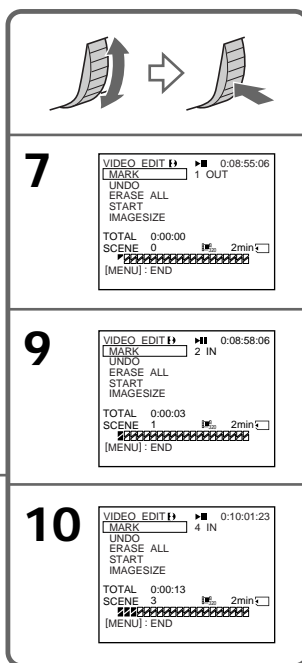 7
VIDEO EDIT 0:08:55:06
MARK 1 OUT
UNDO
ERASE ALL
START
IMAGESIZE
TOTAL 0:00:00
SCENE 0 320 2min
[MENU] : END
9
VIDEO EDIT 0:08:58:06
MARK 2 IN
UNDO
ERASE ALL
START
IMAGESIZE
TOTAL 0:00:03
SCENE 1 320 2min
[MENU] : END
10
VIDEO EDIT 0:10:01:23
MARK 4 IN
UNDO
ERASE ALL
START
IMAGESIZE
TOTAL 0:00:13
SCENE 3 320 2min
[MENU] : END